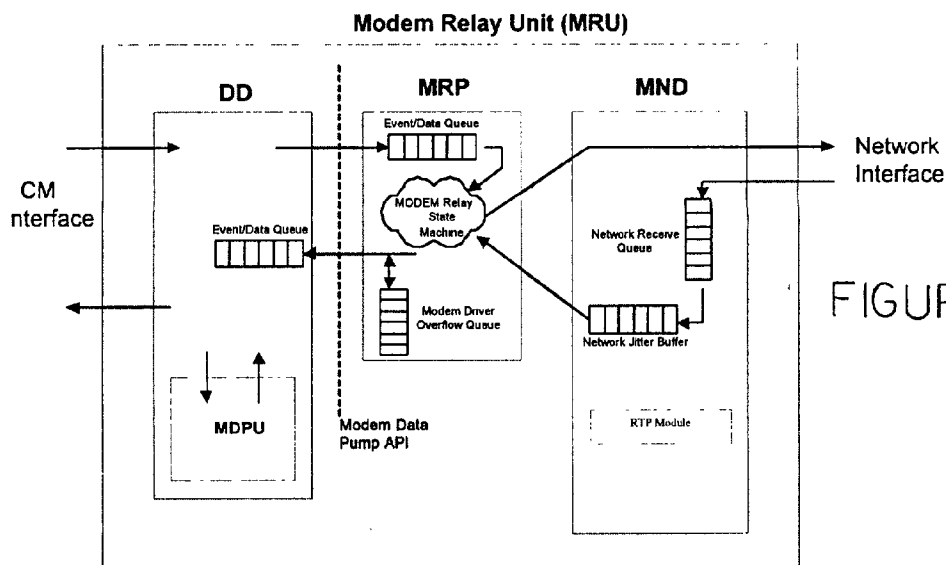 Modem Relay Unit (MRU)
DD
MRP
MND
Event/Data Queue
MODEM Relay
State
Machine
Network
Interface
CM
nterface
Network Receive
Queue
Event/Data Queue
Modem Driver
Overflow Queue
Network Jitter Buffer
FIGUR
MDPU
Modem Data
Pump API
RTP Module